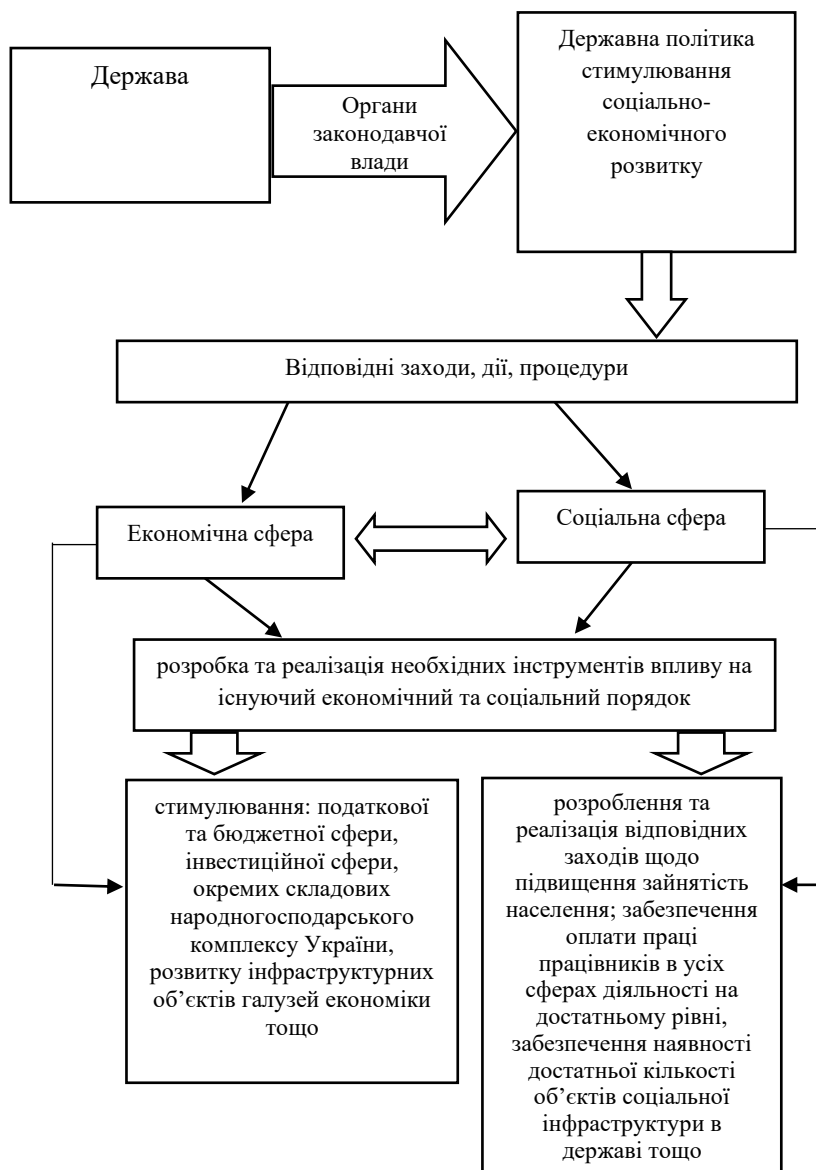 Держава
Органи
законодавчої
влади
Державна політика
стимулювання
соціально-
економічного
розвитку
Відповідні заходи, дії, процедури
Економічна сфера
Соціальна сфера
розробка та реалізація необхідних інструментів впливу на
існуючий економічний та соціальний порядок
стимулювання: податкової
та бюджетної сфери,
інвестиційної сфери,
окремих складових
народногосподарського
комплексу України,
розвитку інфраструктурних
об’єктів галузей економіки
тощо
розроблення та
реалізація відповідних
заходів щодо
підвищення зайнятість
населення; забезпечення
оплати праці
працівників в усіх
сферах діяльності на
достатньому рівні,
забезпечення наявності
достатньої кількості
об’єктів соціальної
інфраструктури в
державі тощо